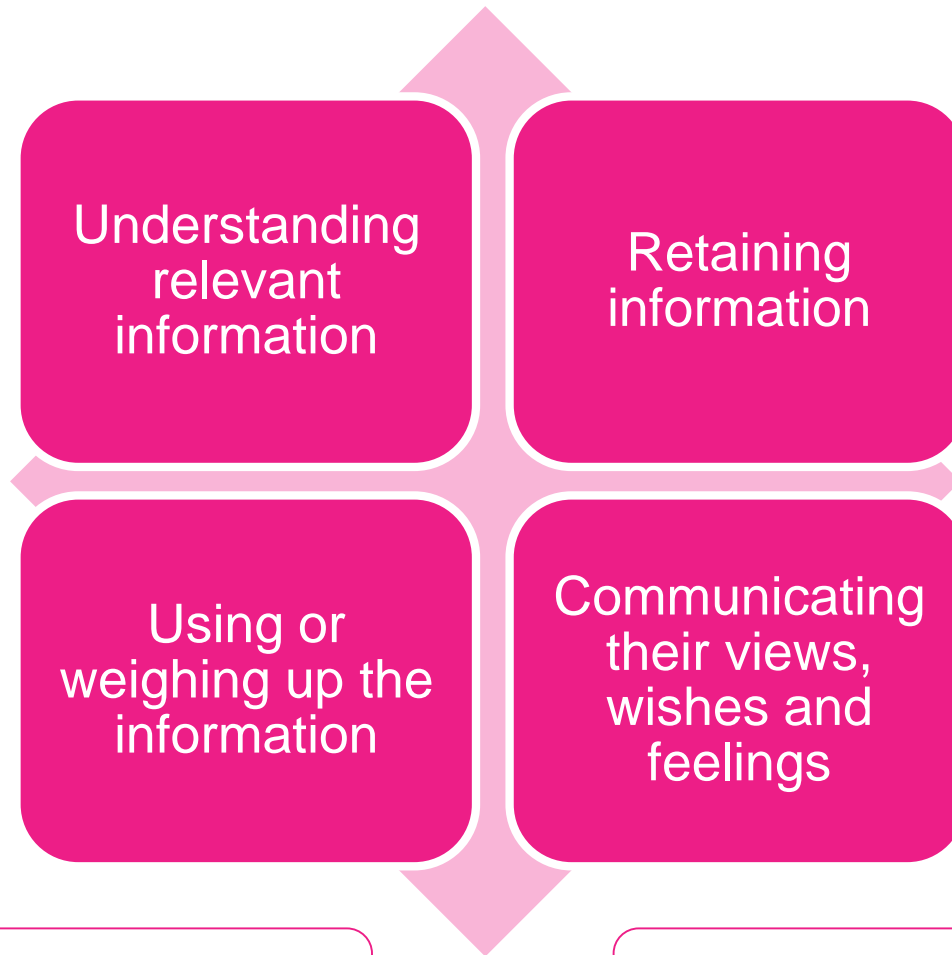 Understanding
relevant
information
Retaining
information
Using or
weighing up the
information
Communicating
their views,
wishes and
feelings